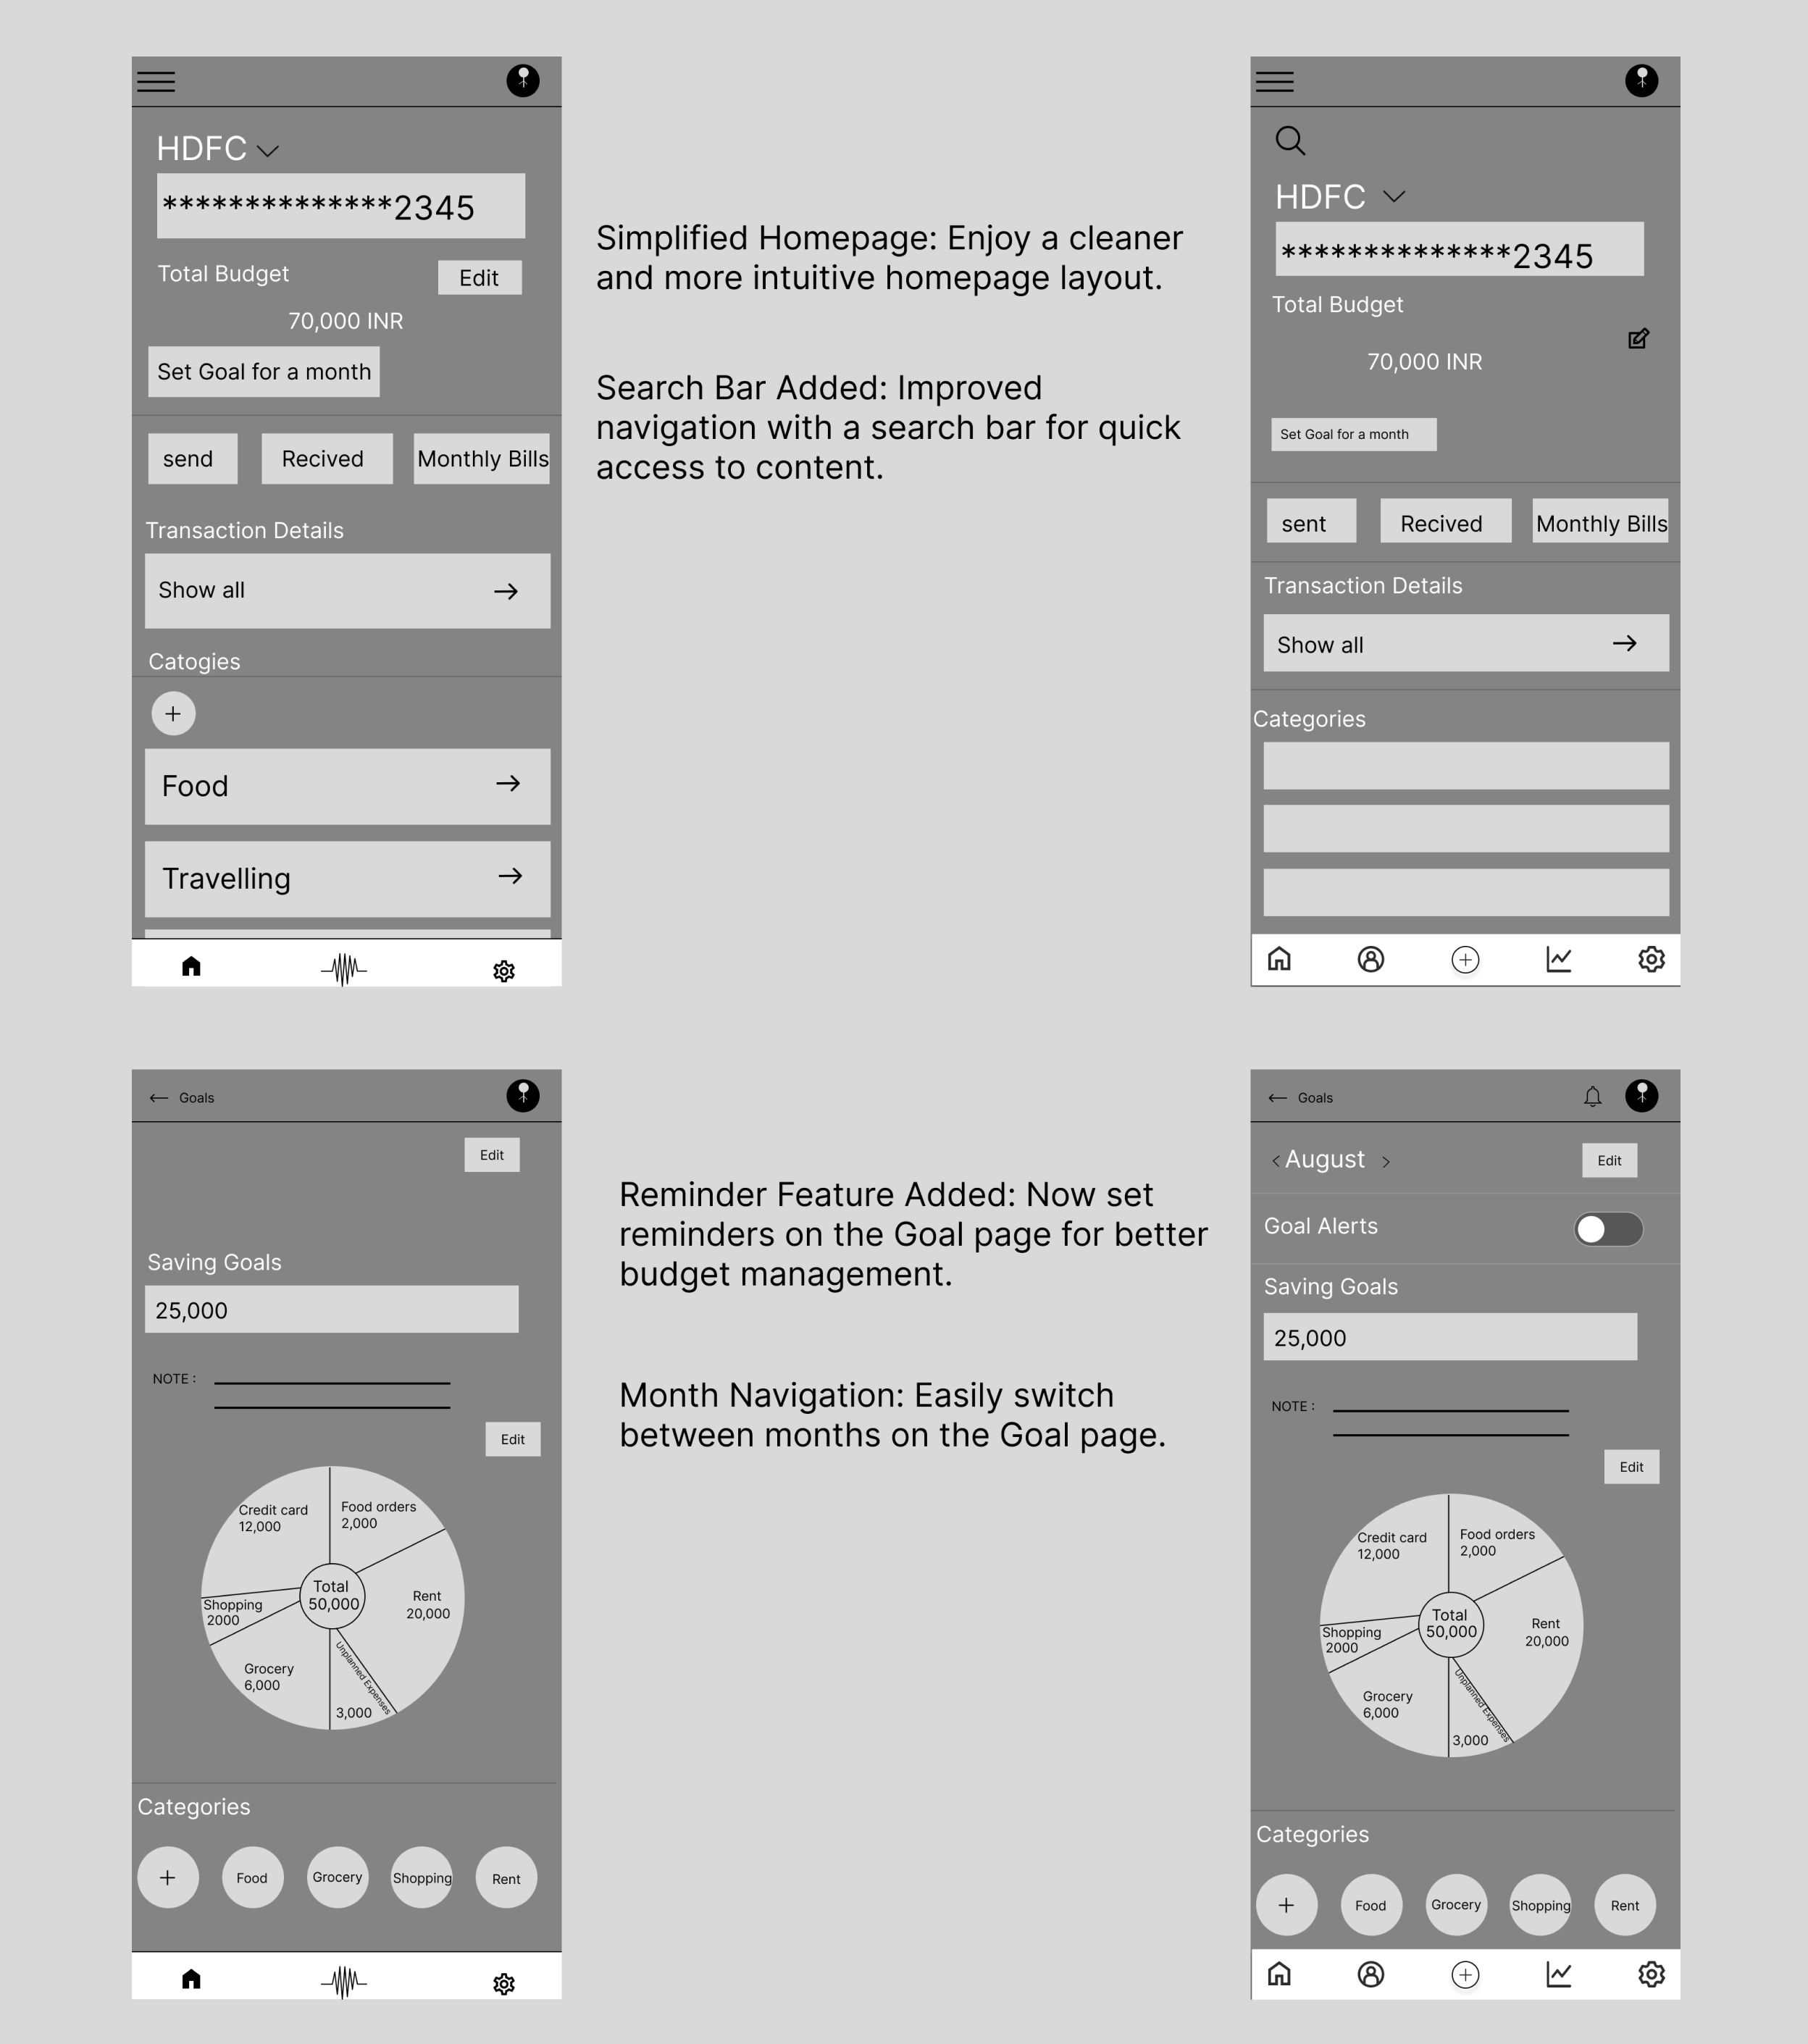 HDFC
**************2345
Total Budget
Edit
70,000 INR
Set Goal for a month
send
Recived
Monthly Bills
Transaction Details
Show all
Catogies
+
Food
Travelling
Simplified Homepage: Enjoy a cleaner
and more intuitive homepage layout.
Search Bar Added: Improved
navigation with a search bar for quick
access to content.
HDFC
**************2345
Total Budget
70,000 INR
Set Goal for a month
sent
Recived
Monthly Bills
Transaction Details
Show all
Categories
Goals
Edit
Saving Goals
25,000
NOTE :
Edit
Credit card
12,000
Food orders
2,000
Total
50,000
Rent
20,000
Shopping
2000
Grocery
6,000
Unplanned Expenses
3,000
Categories
+
Food
Grocery
Shopping
Rent
Reminder Feature Added: Now set
reminders on the Goal page for better
budget management.
Month Navigation: Easily switch
between months on the Goal page.
Goals
< August >
Edit
Goal Alerts
Saving Goals
25,000
NOTE :
Edit
Credit card
12,000
Food orders
2,000
Total
50,000
Rent
20,000
Shopping
2000
Grocery
6,000
Unplanned Expenses
3,000
Categories
+
Food
Grocery
Shopping
Rent